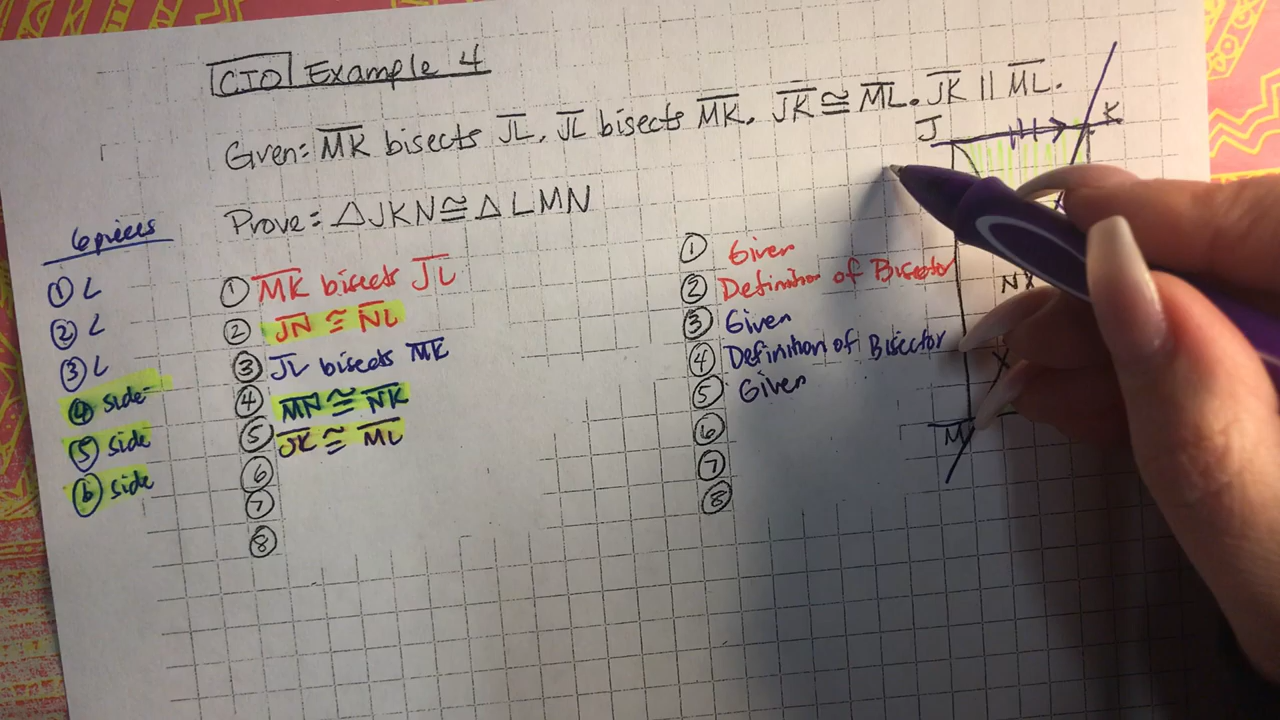 CIO Example 4
Given: MK bisects JL. JL bisects MK. JK ≅ ML. JK || ML.
Prove: △JKN ≅ △LMN
6 pieces
① L
② L
③ L
④ side
⑤ side
⑥ side
① MK bisects JL
② JN ≅ NL
③ JL bisects MK
④ MN ≅ NK
⑤ JK ≅ ML
⑥
⑦
⑧
① Given
② Definition of Bisector
③ Given
④ Definition of Bisector
⑤ Given
⑥
⑦
⑧
J
K
N
M